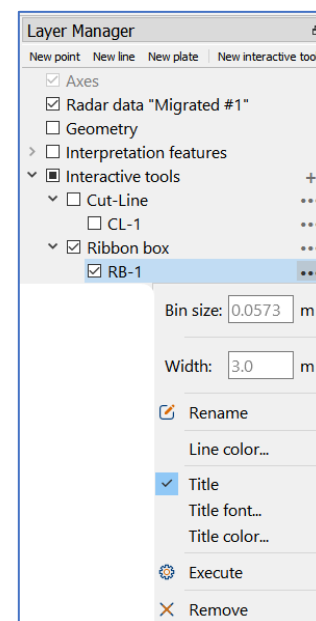 Layer Manager
New point New line New plate New interactive too
Axes
Radar data "Migrated #1"
Geometry
Interpretation features
Interactive tools
Cut-Line
CL-1
Ribbon box
RB-1
Bin size: 0.0573 m
Width: 3.0 m
Rename
Line color...
Title
Title font...
Title color...
Execute
Remove